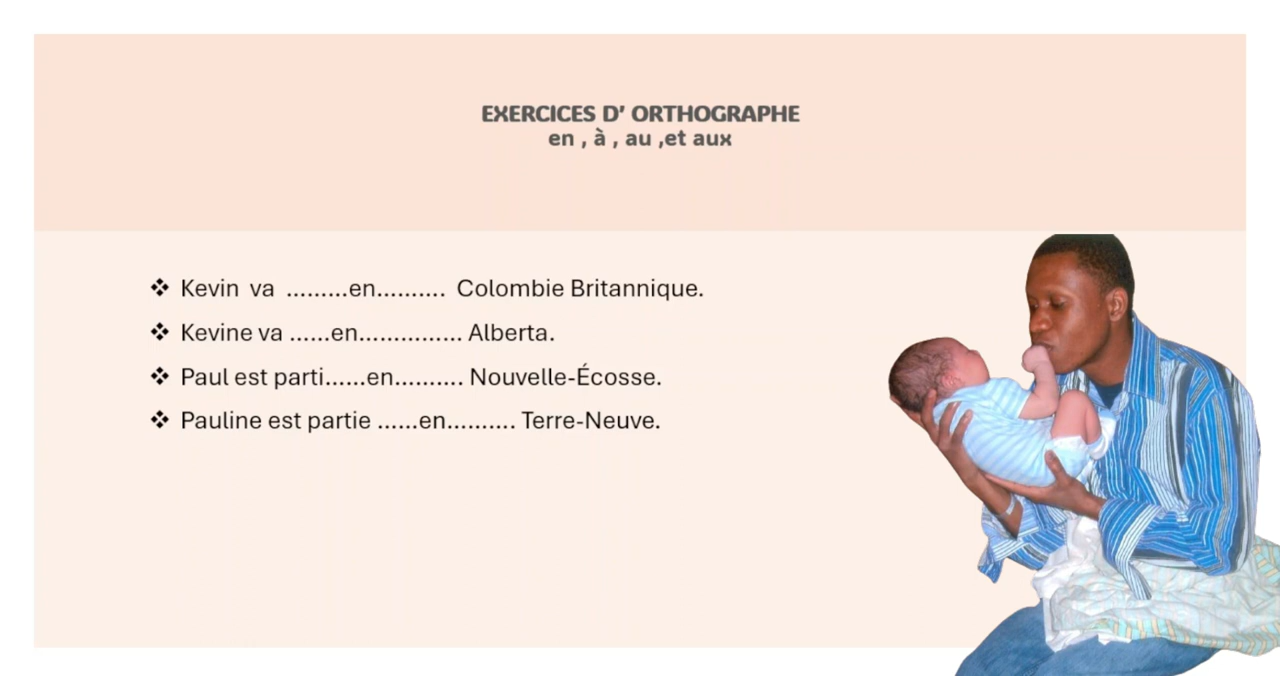 EXERCICES D' ORTHOGRAPHE
en , à , au ,et aux
❖ Kevin va .........en.......... Colombie Britannique.
❖ Kevine va ......en............... Alberta.
❖ Paul est parti......en.......... Nouvelle-Écosse.
❖ Pauline est partie ......en.......... Terre-Neuve.